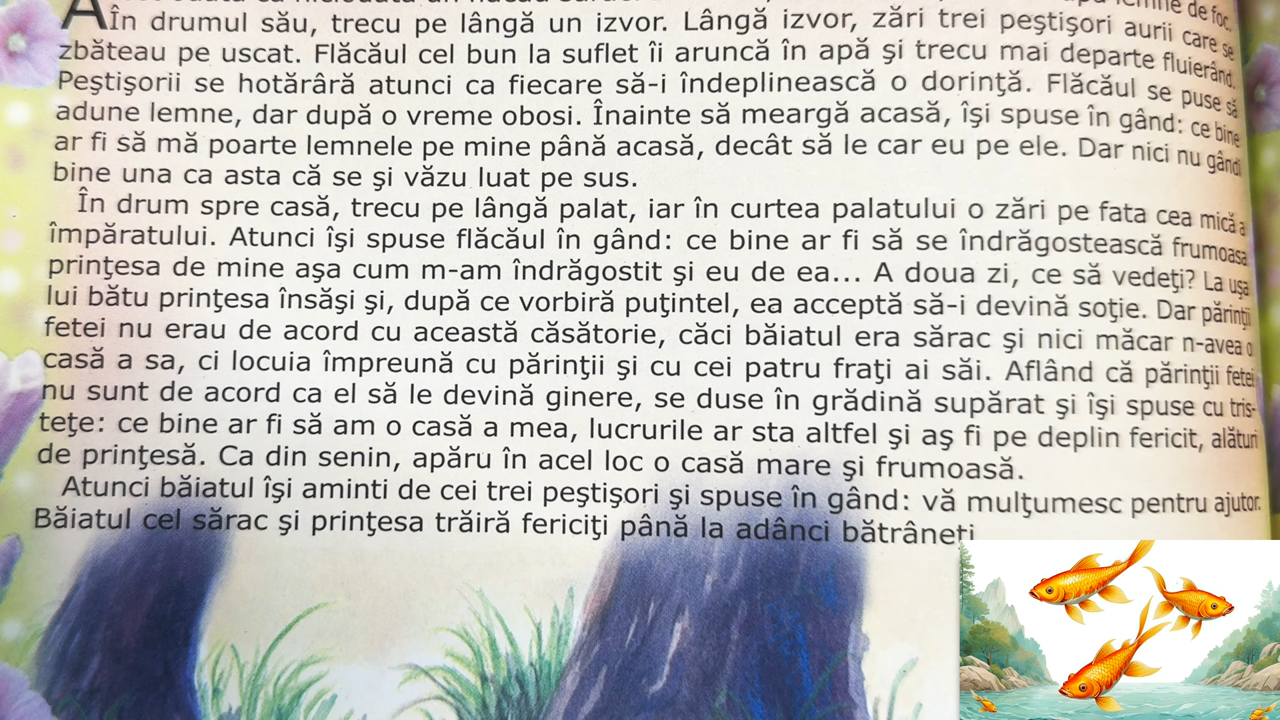 A
În drumul său, trecu pe lângă un izvor. Lângă izvor, zări trei peştişori aurii care se
zbăteau pe uscat. Flăcăul cel bun la suflet îi aruncă în apă şi trecu mai departe fluierând.
Peştişorii se hotărâră atunci ca fiecare să-i îndeplinească o dorinţă. Flăcăul se puse să
adune lemne, dar după o vreme obosi. Înainte să meargă acasă, îşi spuse în gând: ce bine
ar fi să mă poarte lemnele pe mine până acasă, decât să le car eu pe ele. Dar nici nu gândi
bine una ca asta că se şi văzu luat pe sus.
În drum spre casă, trecu pe lângă palat, iar în curtea palatului o zări pe fata cea mică a
împăratului. Atunci îşi spuse flăcăul în gând: ce bine ar fi să se îndrăgostească frumoasa
prinţesa de mine aşa cum m-am îndrăgostit şi eu de ea... A doua zi, ce să vedeţi? La uşa
lui bătu prinţesa însăşi şi, după ce vorbiră puţintel, ea acceptă să-i devină soţie. Dar părinţii
fetei nu erau de acord cu această căsătorie, căci băiatul era sărac şi nici măcar n-avea o
casă a sa, ci locuia împreună cu părinţii şi cu cei patru fraţi ai săi. Aflând că părinţii fetei
nu sunt de acord ca el să le devină ginere, se duse în grădină supărat şi îşi spuse cu tris-
teţe: ce bine ar fi să am o casă a mea, lucrurile ar sta altfel şi aş fi pe deplin fericit, alături
de prinţesă. Ca din senin, apăru în acel loc o casă mare şi frumoasă.
Atunci băiatul îşi aminti de cei trei peştişori şi spuse în gând: vă mulţumesc pentru ajutor.
Băiatul cel sărac şi prinţesa trăiră fericiţi până la adânci bătrâneţi